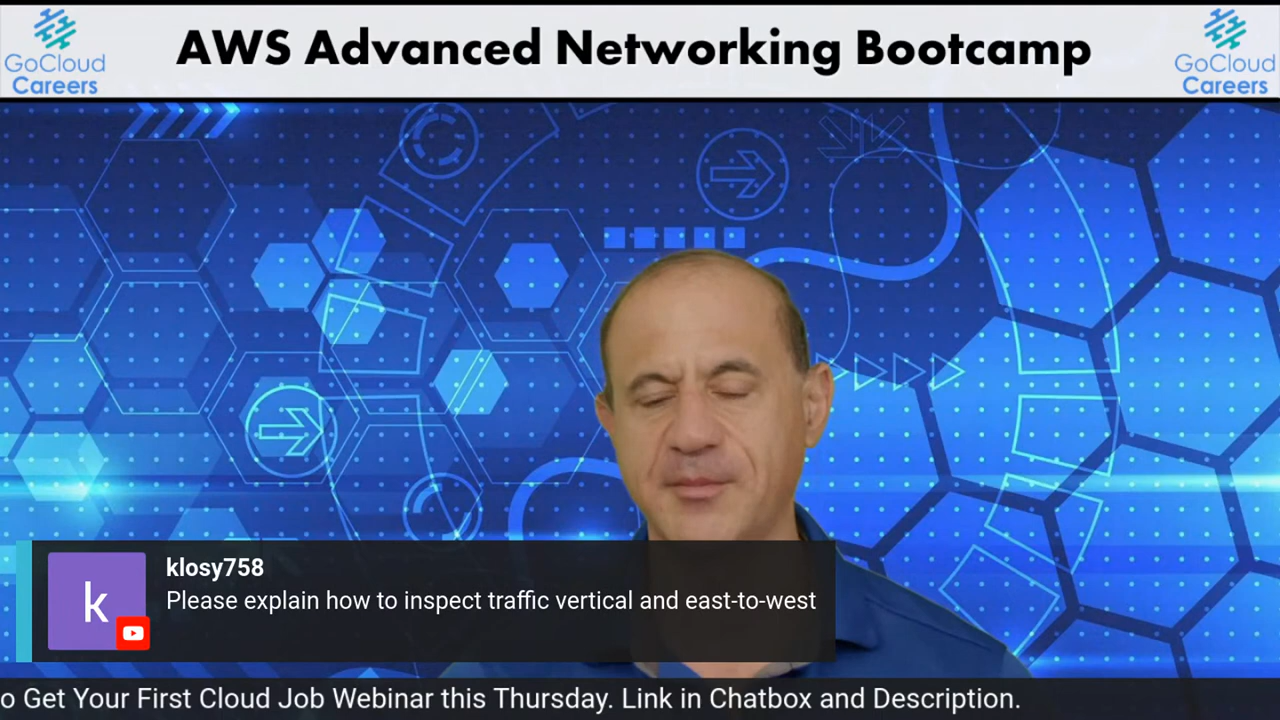 AWS Advanced Networking Bootcamp
GoCloud
Careers
GoCloud
Careers
k
klosy758
Please explain how to inspect traffic vertical and east-to-west
o Get Your First Cloud Job Webinar this Thursday. Link in Chatbox and Description.